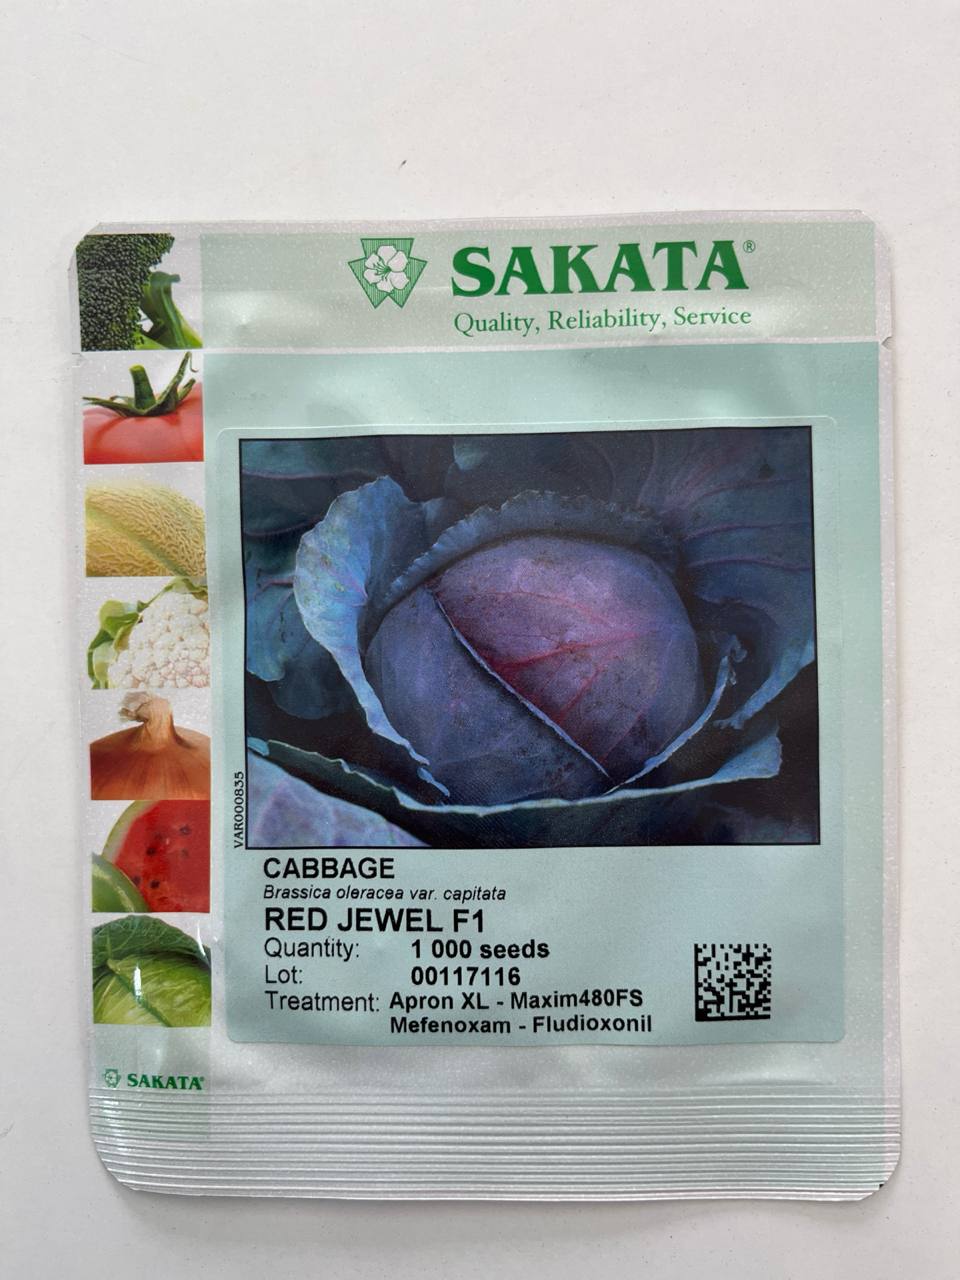 SAKATA®
Quality, Reliability, Service
VAR000835
CABBAGE
Brassica oleracea var. capitata
RED JEWEL F1
Quantity: 1 000 seeds
Lot: 00117116
Treatment: Apron XL - Maxim480FS
Mefenoxam - Fludioxonil
SAKATA®